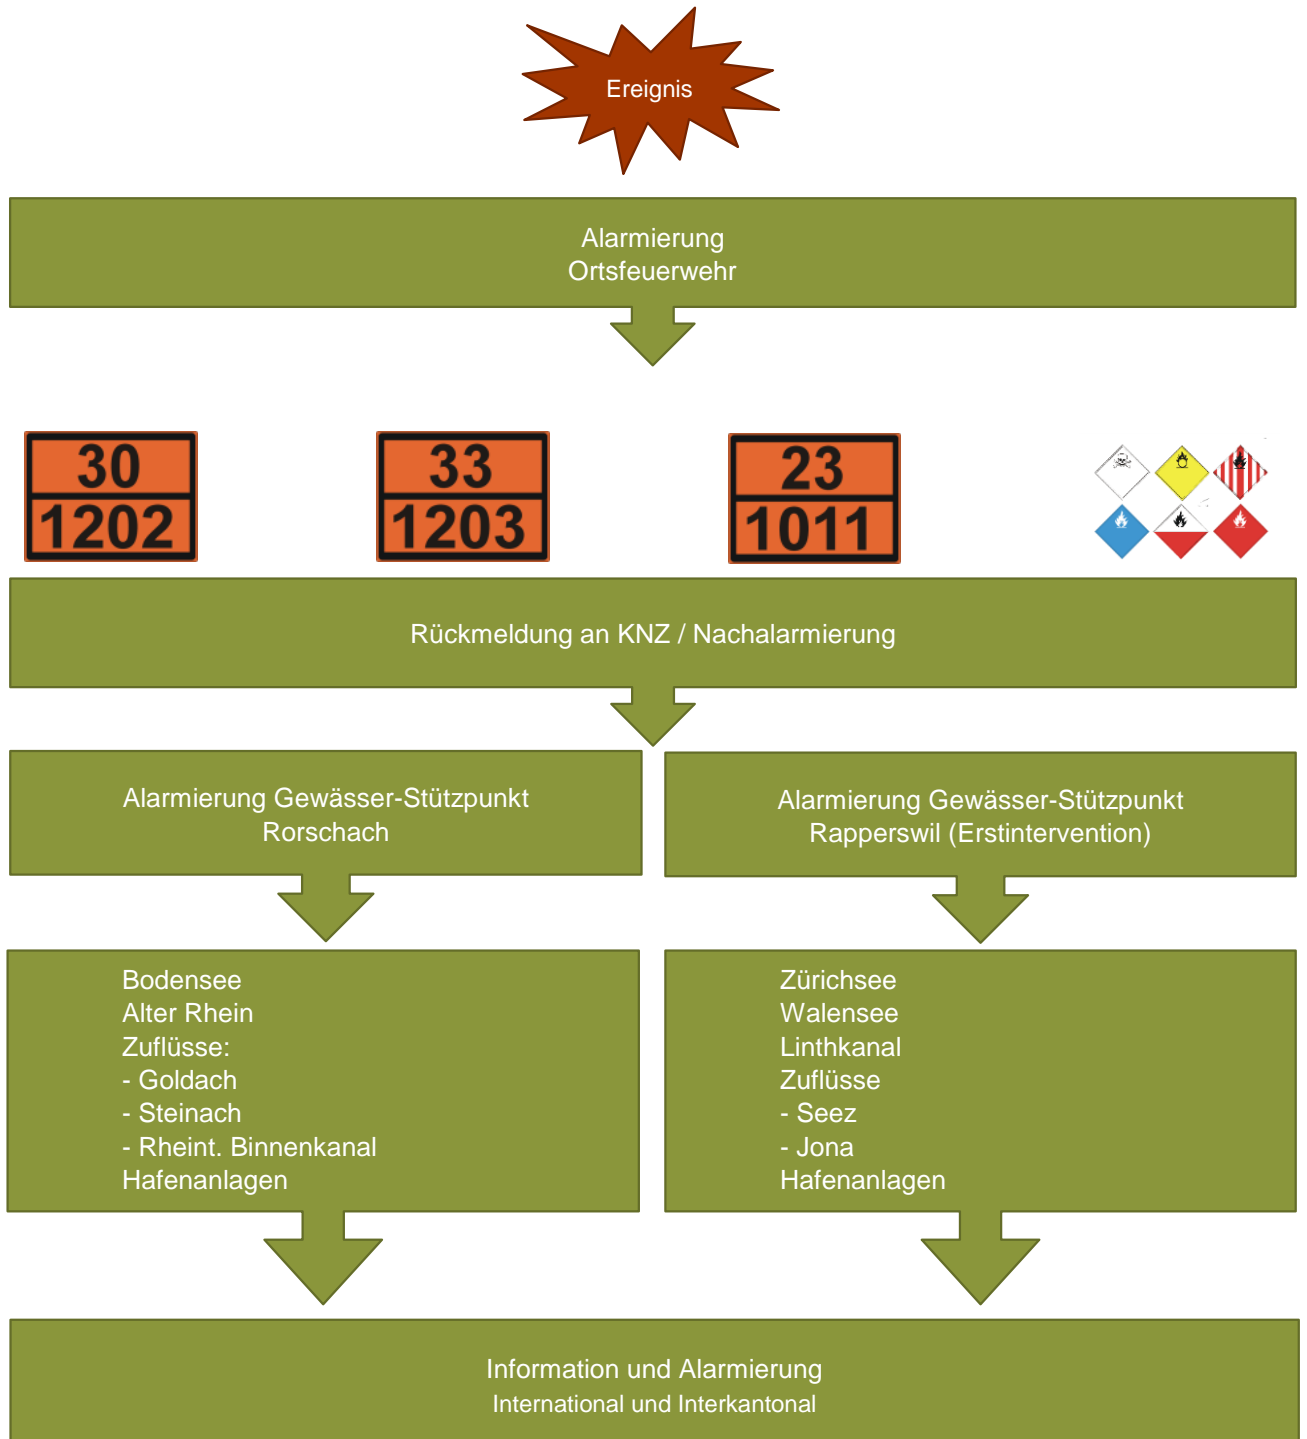 Ereignis
Alarmierung
Ortsfeuerwehr
30
1202
33
1203
23
1011
Rückmeldung an KNZ / Nachalarmierung
Alarmierung Gewässer-Stützpunkt
Rorschach
Alarmierung Gewässer-Stützpunkt
Rapperswil (Erstintervention)
Bodensee
Alter Rhein
Zuflüsse:
- Goldach
- Steinach
- Rheint. Binnenkanal
Hafenanlagen
Zürichsee
Walensee
Linthkanal
Zuflüsse
- Seez
- Jona
Hafenanlagen
Information und Alarmierung
International und Interkantonal